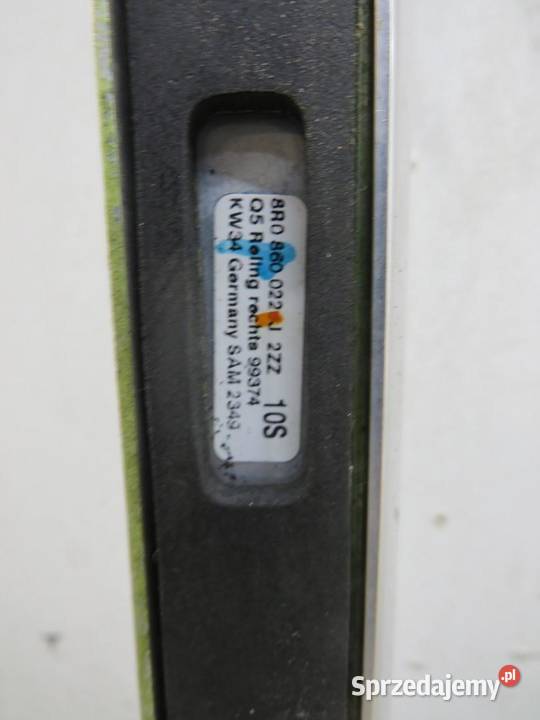 8R0 860 022 J 2ZZ
Q5 Reling rechts 99374
KW34 Germany SAM 2349
10S
Sprzedajemy.pl